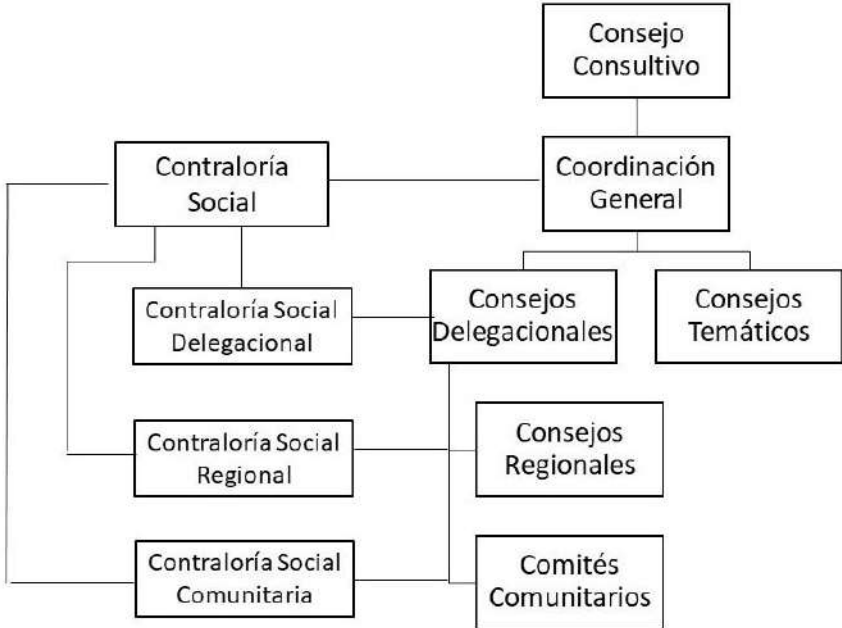 Consejo
Consultivo
Contraloría
Social
Coordinación
General
Contraloría Social
Delegacional
Consejos
Delegacionales
Consejos
Temáticos
Contraloría Social
Regional
Consejos
Regionales
Contraloría Social
Comunitaria
Comités
Comunitarios